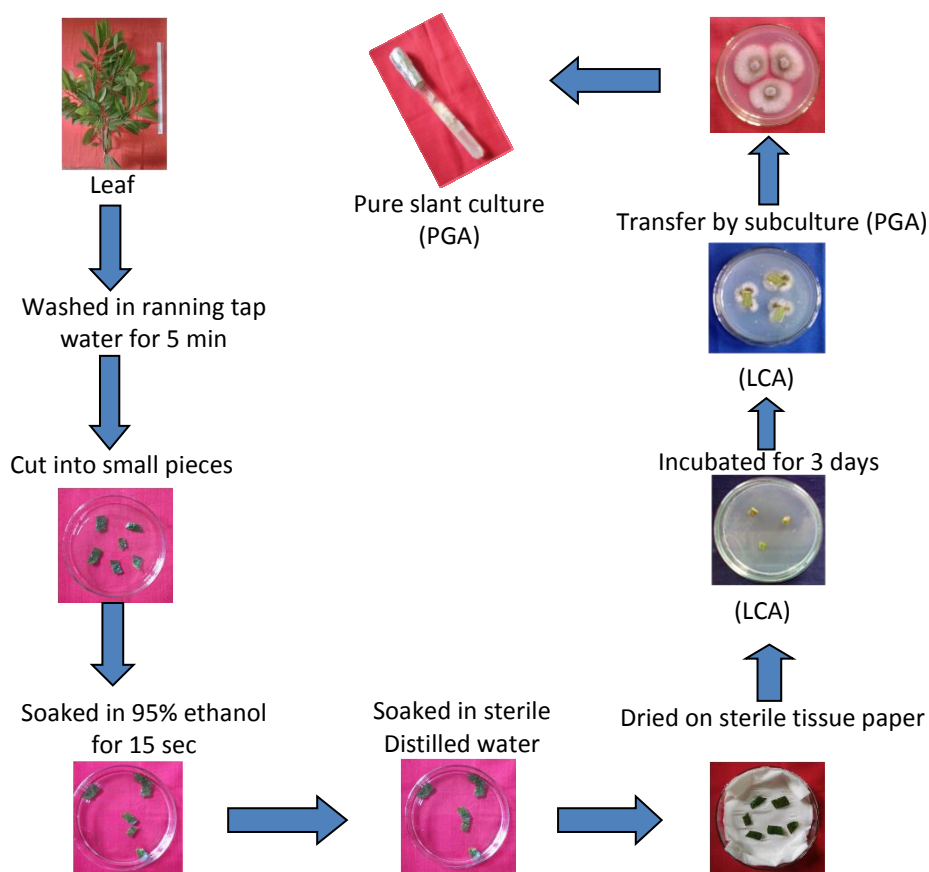 Leaf
Washed in ranning tap
water for 5 min
Cut into small pieces
Soaked in 95% ethanol
for 15 sec
Soaked in sterile
Distilled water
Dried on sterile tissue paper
(LCA)
Incubated for 3 days
(LCA)
Transfer by subculture (PGA)
Pure slant culture
(PGA)